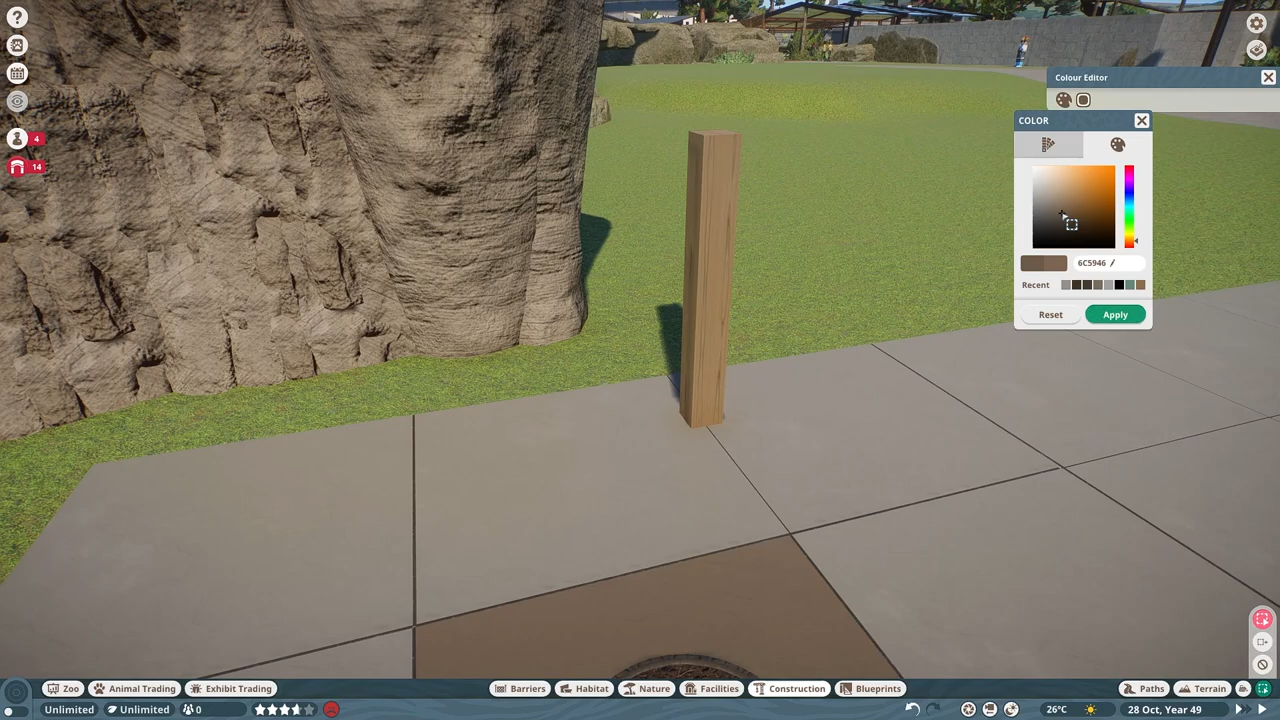 ?
4
14
Colour Editor
COLOR
6C5946
Recent
Reset
Apply
Zoo
Animal Trading
Exhibit Trading
Barriers
Habitat
Nature
Facilities
Construction
Blueprints
Paths
Terrain
Unlimited
Unlimited
0
26°C
28 Oct, Year 49